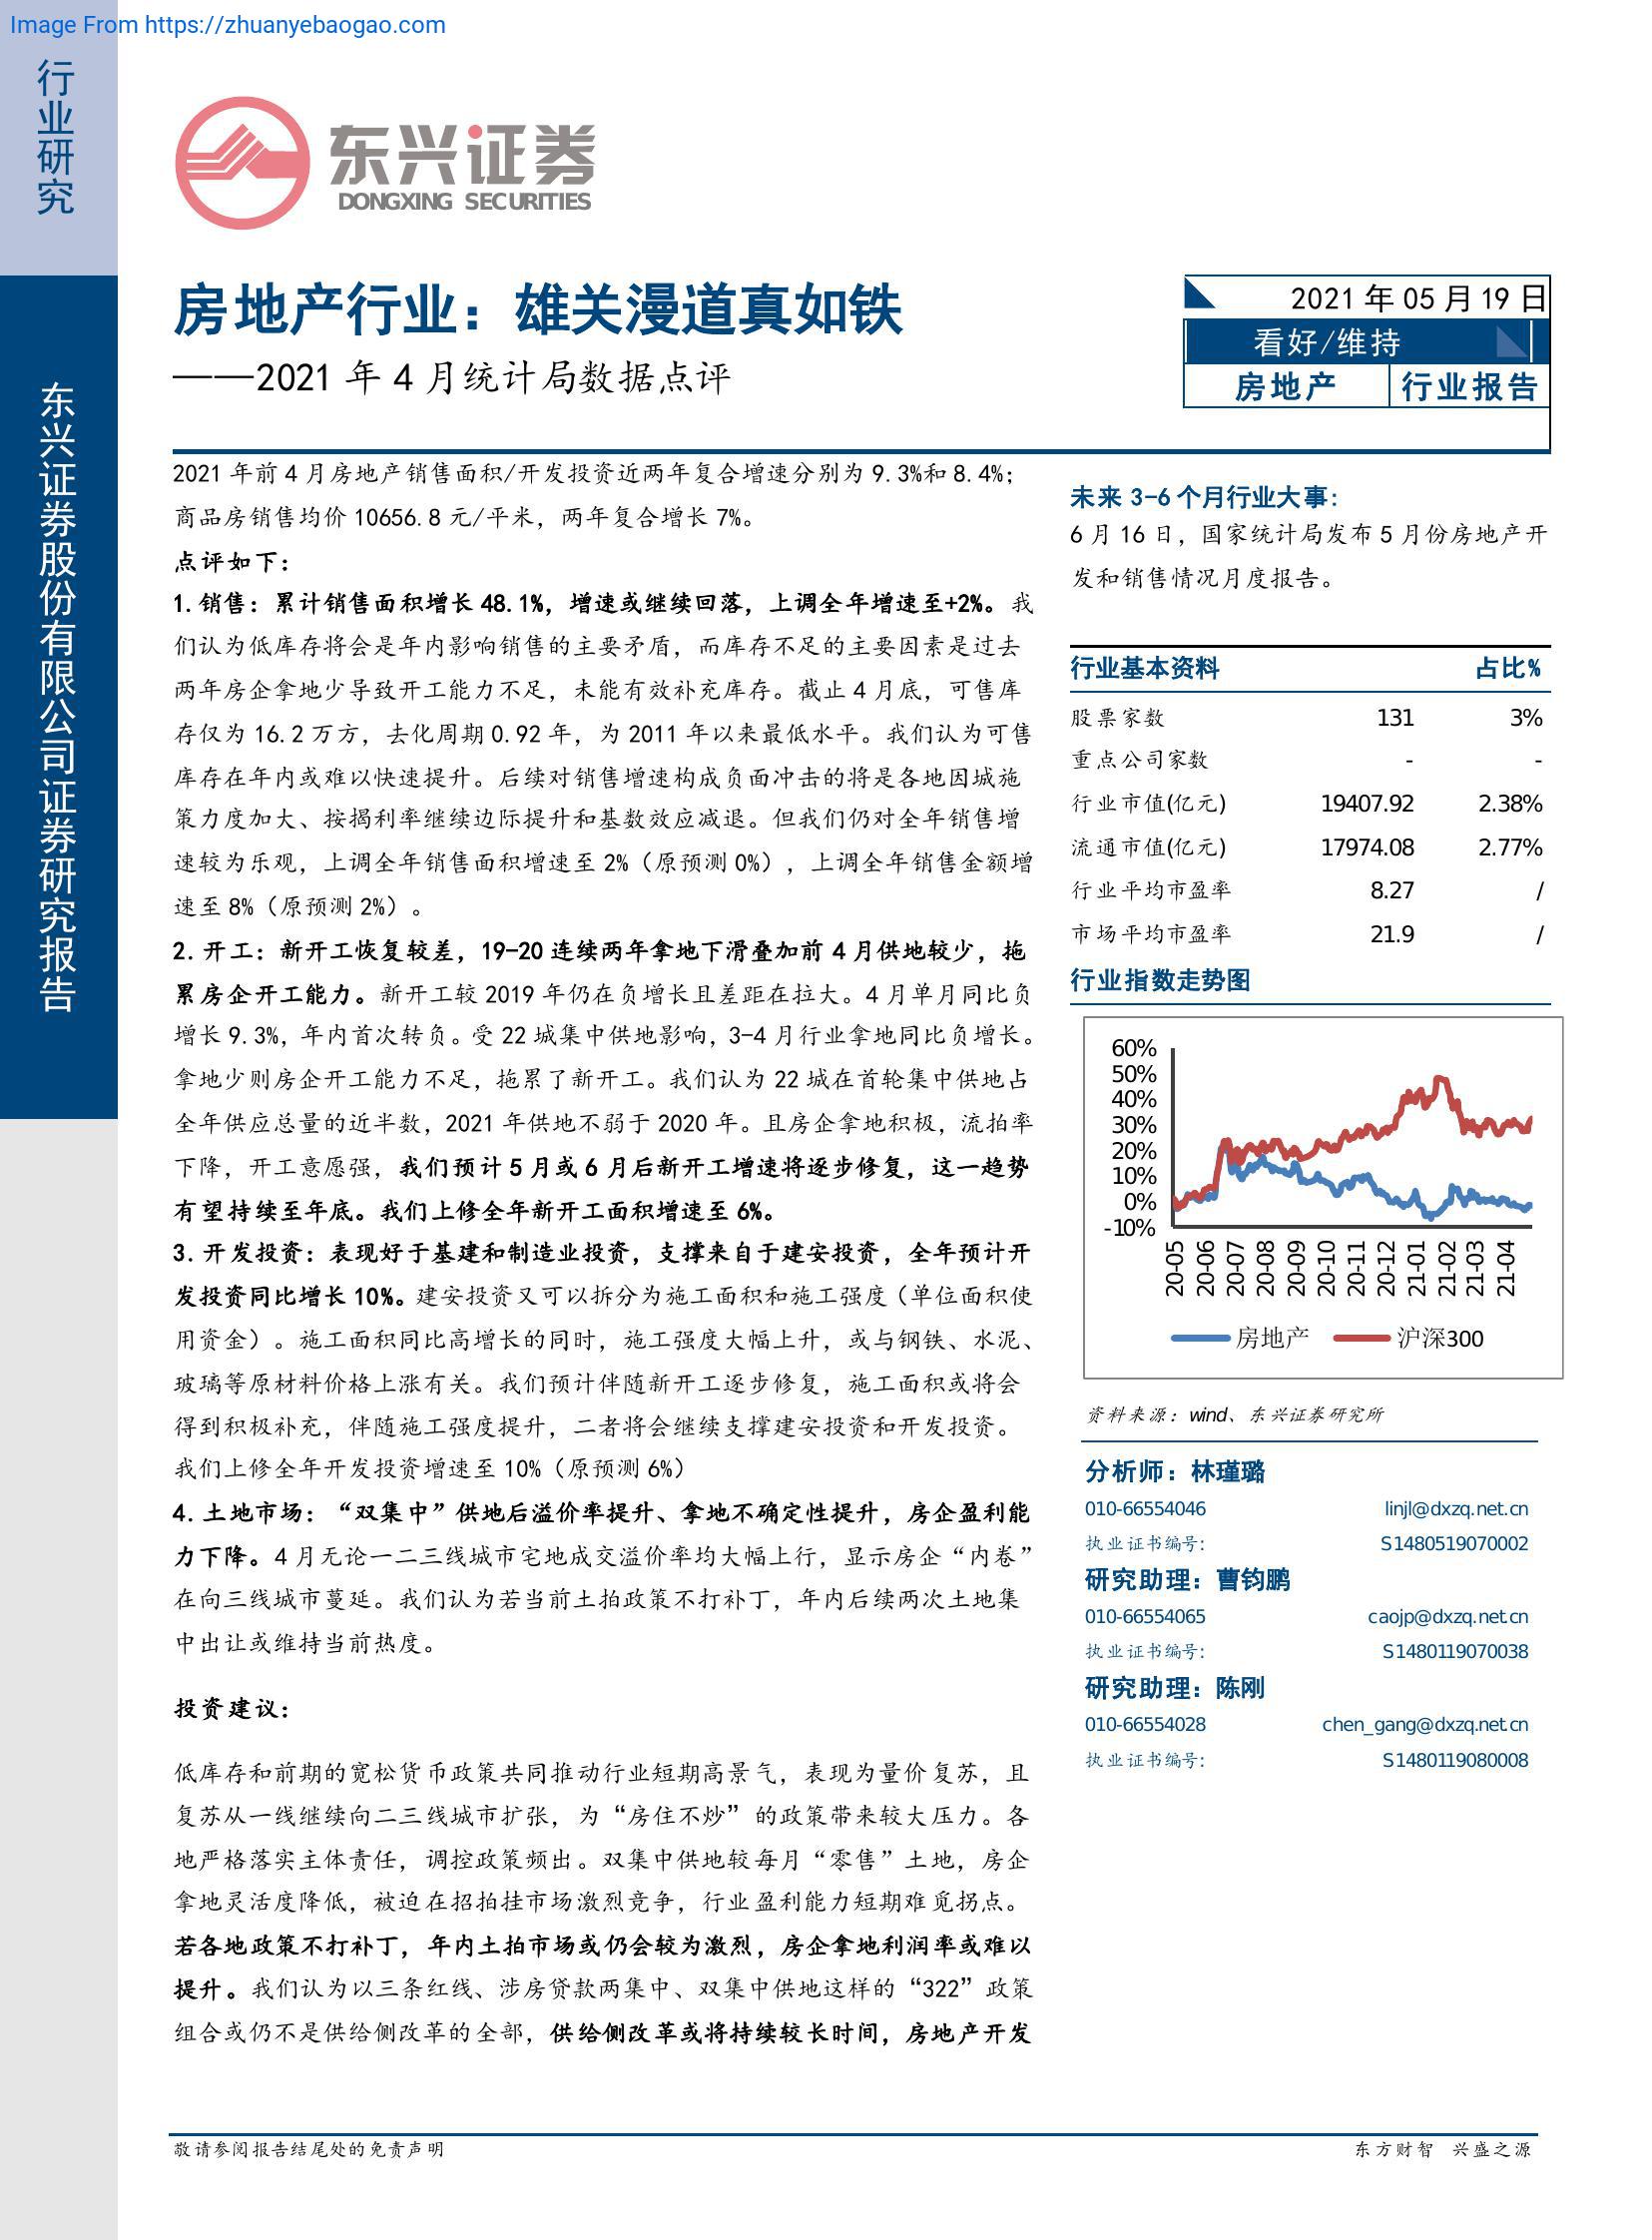 Image From https://zhuanyebaogao.com
行业研究
东兴证券股份有限公司证券研究报告
东兴证券
DONGXING SECURITIES
房地产行业：雄关漫道真如铁
——2021 年 4 月统计局数据点评
2021 年 05 月 19 日
看好/维持
房地产 行业报告
2021 年前 4 月房地产销售面积/开发投资近两年复合增速分别为 9.3%和 8.4%；
商品房销售均价 10656.8 元/平米，两年复合增长 7%。
点评如下：
1.销售：累计销售面积增长 48.1%，增速或继续回落，上调全年增速至+2%。我
们认为低库存将会是年内影响销售的主要矛盾，而库存不足的主要因素是过去
两年房企拿地少导致开工能力不足，未能有效补充库存。截止 4 月底，可售库
存仅为 16.2 万方，去化周期 0.92 年，为 2011 年以来最低水平。我们认为可售
库存在年内或难以快速提升。后续对销售增速构成负面冲击的将是各地因城施
策力度加大、按揭利率继续边际提升和基数效应减退。但我们仍对全年销售增
速较为乐观，上调全年销售面积增速至 2%（原预测 0%），上调全年销售金额增
速至 8%（原预测 2%）。
2.开工：新开工恢复较差，19-20 连续两年拿地下滑叠加前 4 月供地较少，拖
累房企开工能力。新开工较 2019 年仍在负增长且差距在拉大。4 月单月同比负
增长 9.3%，年内首次转负。受 22 城集中供地影响，3-4 月行业拿地同比负增长。
拿地少则房企开工能力不足，拖累了新开工。我们认为 22 城在首轮集中供地占
全年供应总量的近半数，2021 年供地不弱于 2020 年。且房企拿地积极，流拍率
下降，开工意愿强，我们预计 5 月或 6 月后新开工增速将逐步修复，这一趋势
有望持续至年底。我们上修全年新开工面积增速至 6%。
3.开发投资：表现好于基建和制造业投资，支撑来自于建安投资，全年预计开
发投资同比增长 10%。建安投资又可以拆分为施工面积和施工强度（单位面积使
用资金）。施工面积同比高增长的同时，施工强度大幅上升，或与钢铁、水泥、
玻璃等原材料价格上涨有关。我们预计伴随新开工逐步修复，施工面积或将会
得到积极补充，伴随施工强度提升，二者将会继续支撑建安投资和开发投资。
我们上修全年开发投资增速至 10%（原预测 6%）
4.土地市场：“双集中”供地后溢价率提升、拿地不确定性提升，房企盈利能
力下降。4 月无论一二三线城市宅地成交溢价率均大幅上行，显示房企“内卷”
在向三线城市蔓延。我们认为若当前土拍政策不打补丁，年内后续两次土地集
中出让或维持当前热度。
投资建议：
低库存和前期的宽松货币政策共同推动行业短期高景气，表现为量价复苏，且
复苏从一线继续向二三线城市扩张，为“房住不炒”的政策带来较大压力。各
地严格落实主体责任，调控政策频出。双集中供地较每月“零售”土地，房企
拿地灵活度降低，被迫在招拍挂市场激烈竞争，行业盈利能力短期难觅拐点。
若各地政策不打补丁，年内土拍市场或仍会较为激烈，房企拿地利润率或难以
提升。我们认为以三条红线、涉房贷款两集中、双集中供地这样的“322”政策
组合或仍不是供给侧改革的全部，供给侧改革或将持续较长时间，房地产开发
未来 3-6 个月行业大事：
6 月 16 日，国家统计局发布 5 月份房地产开
发和销售情况月度报告。
行业基本资料 占比%
股票家数 131 3%
重点公司家数 - -
行业市值(亿元) 19407.92 2.38%
流通市值(亿元) 17974.08 2.77%
行业平均市盈率 8.27 /
市场平均市盈率 21.9 /
行业指数走势图
60%
50%
40%
30%
20%
10%
0%
-10%
20-05 20-06 20-07 20-08 20-09 20-10 20-11 20-12 21-01 21-02 21-03 21-04
房地产 沪深300
资料来源：wind、东兴证券研究所
分析师：林瑾璐
010-66554046 linjl@dxzq.net.cn
执业证书编号： S1480519070002
研究助理：曹钧鹏
010-66554065 caojp@dxzq.net.cn
执业证书编号： S1480119070038
研究助理：陈刚
010-66554028 chen_gang@dxzq.net.cn
执业证书编号： S1480119080008
敬请参阅报告结尾处的免责声明 东方财智 兴盛之源